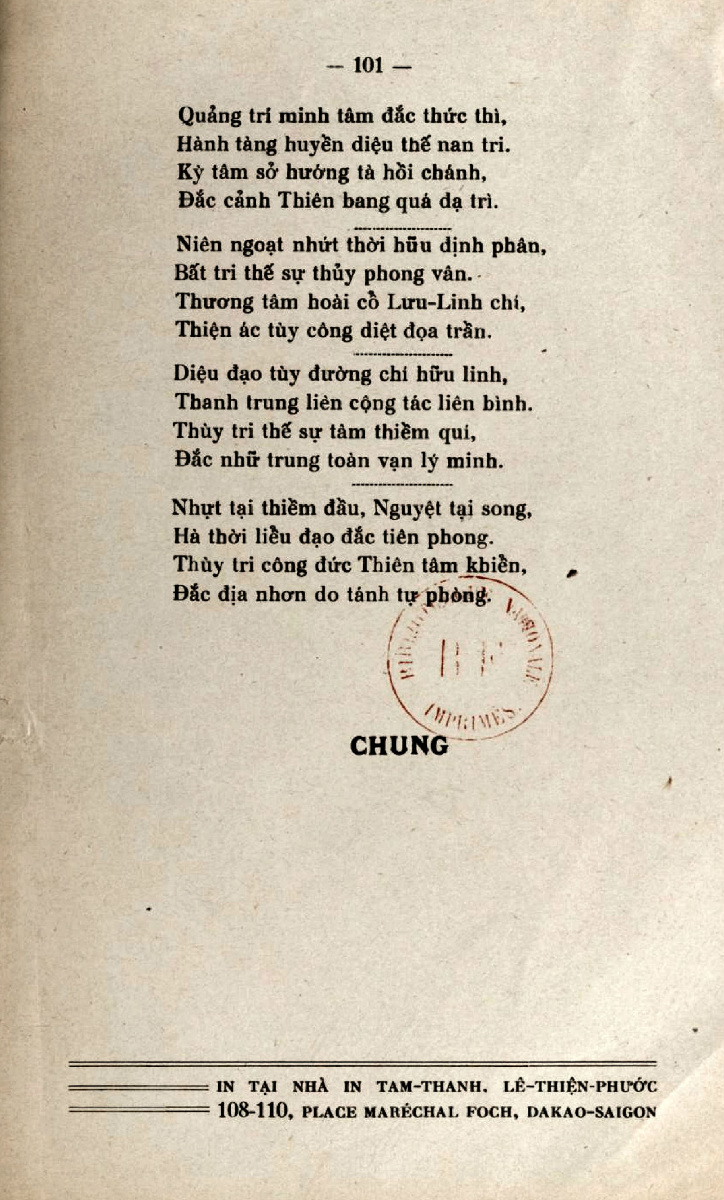 — 101 —
Quảng trí minh tâm đắc thức thì,
Hành tàng huyền diệu thế nan tri.
Kỳ tâm sở hướng tà hồi chánh,
Đắc cảnh Thiên bang quá dạ trì.
Niên ngoạt nhứt thời hữu định phân,
Bất tri thế sự thủy phong vân.
Thương tâm hoài cổ Lưu-Linh chí,
Thiện ác tùy công diệt đọa trần.
Diệu đạo tùy đường chí hữu linh,
Thanh trung liên cộng tác liên bình.
Thùy tri thế sự tâm thiềm quí,
Đắc nhữ trung toàn vạn lý minh.
Nhựt tại thiềm đầu, Nguyệt tại song,
Hà thời liễu đạo đắc tiên phong.
Thùy tri công đức Thiên tâm khiển,
Đắc địa nhơn do tánh tự phòng.
NATIONALE
IMPRIMÉS.
CHUNG
IN TẠI NHÀ IN TAM-THANH. LÊ-THIỆN-PHƯỚC
108-110, PLACE MARÉCHAL FOCH, DAKAO-SAIGON